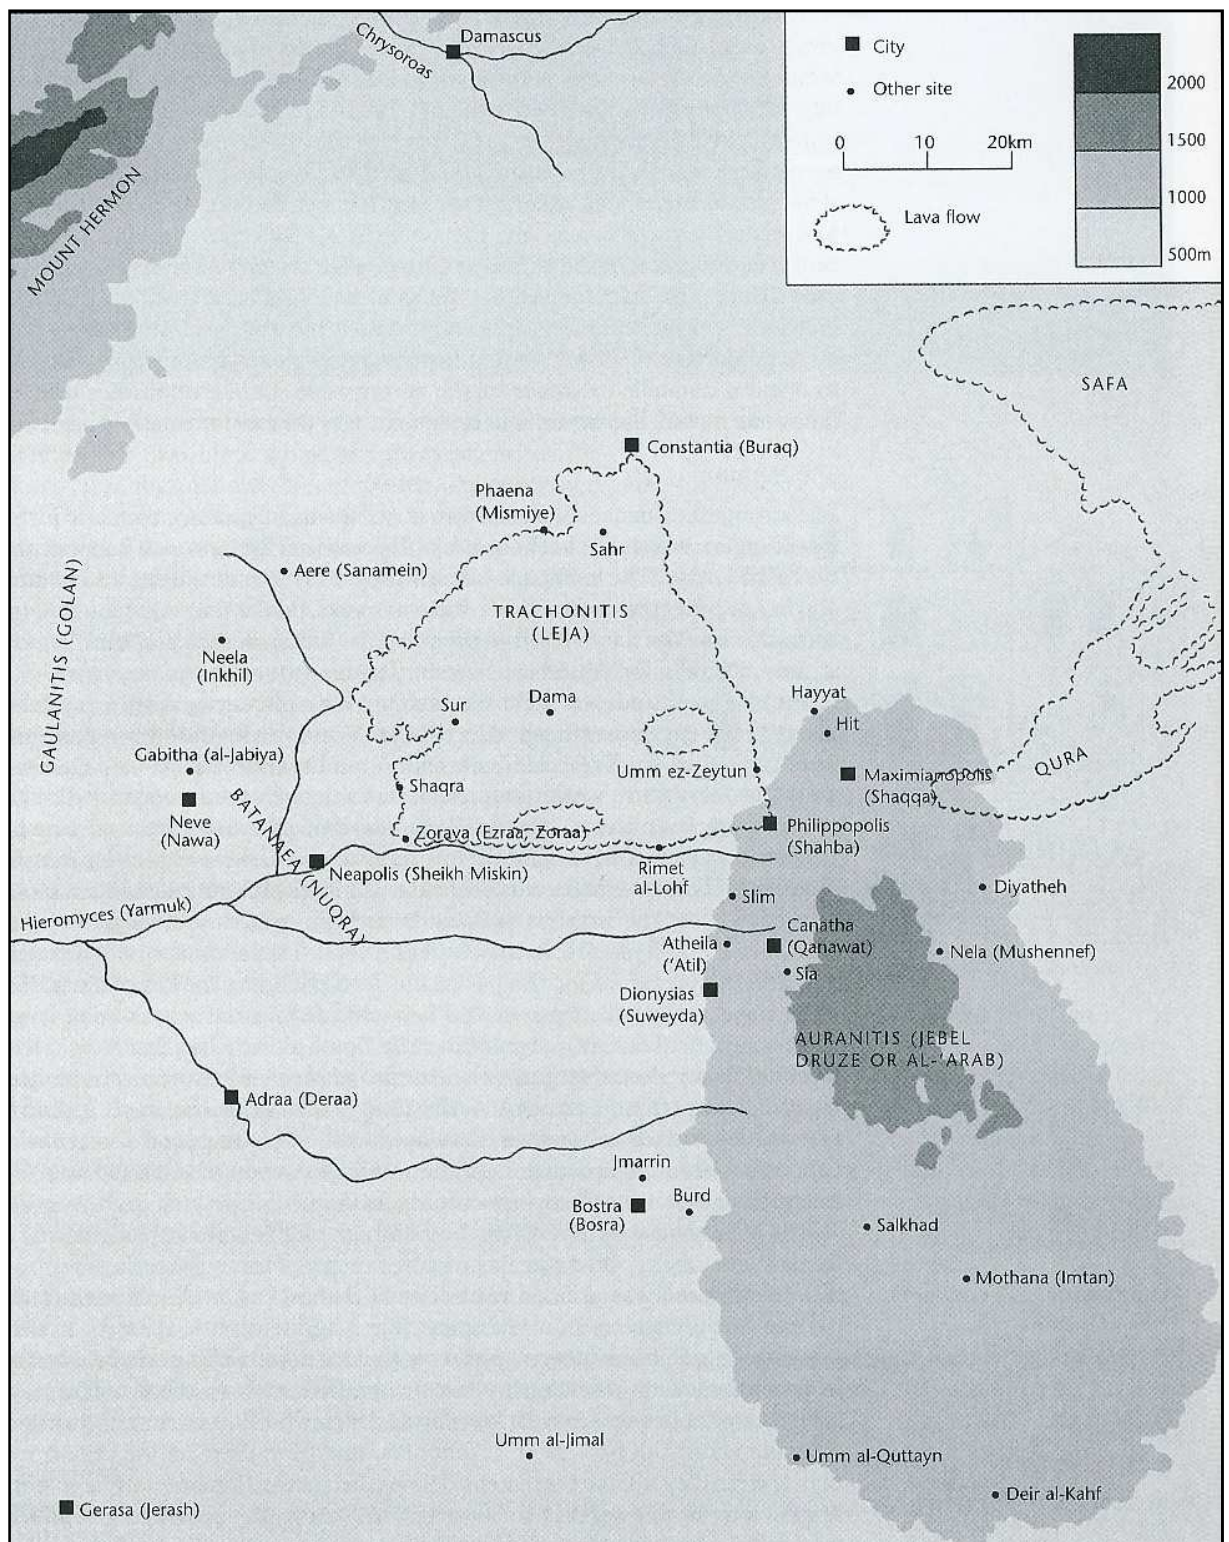 Chrysoroas
Damascus
City
Other site
0 10 20km
Lava flow
2000
1500
1000
500m
MOUNT HERMON
SAFA
Constantia (Buraq)
Phaena
(Mismiye)
Sahr
Aere (Sanamein)
GAULANITIS (GOLAN)
TRACHONITIS
(LEJA)
Neela
(Inkhil)
Sur
Dama
Hayyat
Hit
Gabitha (al-Jabiya)
Umm ez-Zeytun
QURA
Maximianopolis
(Shaqqa)
Shaqra
BATANAEA (NUQRA)
Neve
(Nawa)
Zorava (Ezraa, Zoraa)
Philippopolis
(Shahba)
Neapolis (Sheikh Miskin)
Rimet
al-Lohf
Diyatheh
Slim
Hieromyces (Yarmuk)
Canatha
(Qanawat)
Atheila
('Atil)
Nela (Mushennef)
Sia
Dionysias
(Suweyda)
AURANITIS (JEBEL
DRUZE OR AL-'ARAB)
Adraa (Deraa)
Jmarrin
Bostra
(Bosra)
Burd
Salkhad
Mothana (Imtan)
Umm al-Jimal
Umm al-Quttayn
Deir al-Kahf
Gerasa (Jerash)